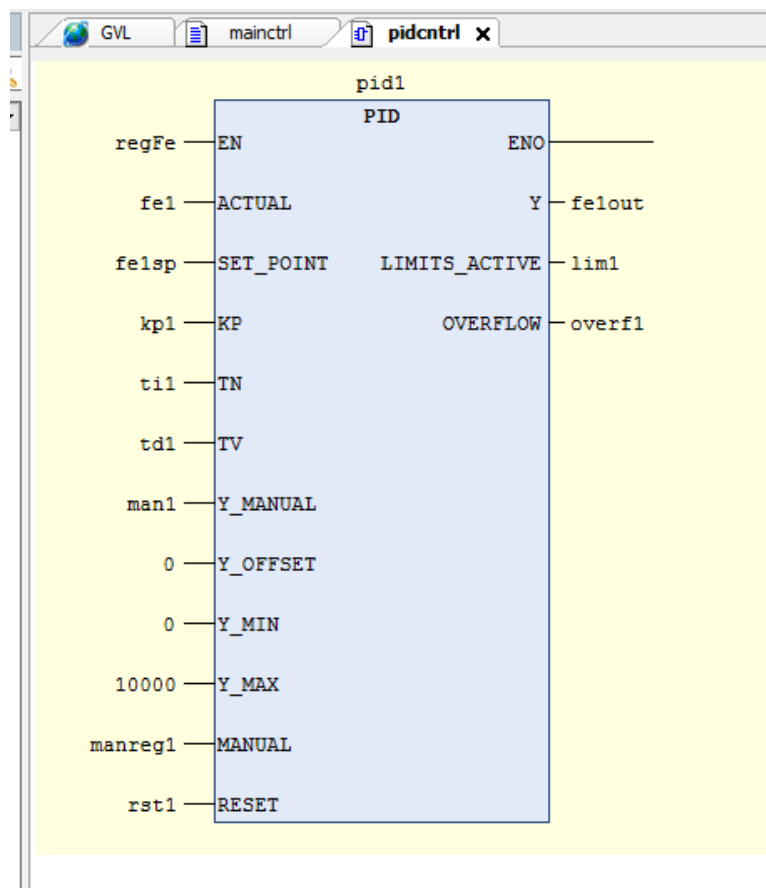 GVL mainctrl pidcntrl x
pid1
PID
regFe EN ENO
fe1 ACTUAL Y fe1out
fe1sp SET_POINT LIMITS_ACTIVE lim1
kp1 KP OVERFLOW overf1
ti1 TN
td1 TV
man1 Y_MANUAL
0 Y_OFFSET
0 Y_MIN
10000 Y_MAX
manreg1 MANUAL
rst1 RESET